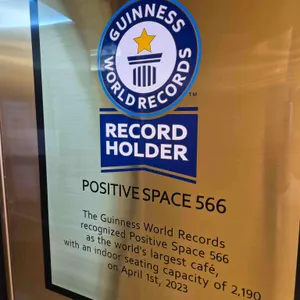 GUINNESS
WORLD RECORDS
TM
RECORD
HOLDER
POSITIVE SPACE 566
The Guinness World Records
recognized Positive Space 566
as the world's largest café,
with an indoor seating capacity of 2.190
on April 1st, 2023